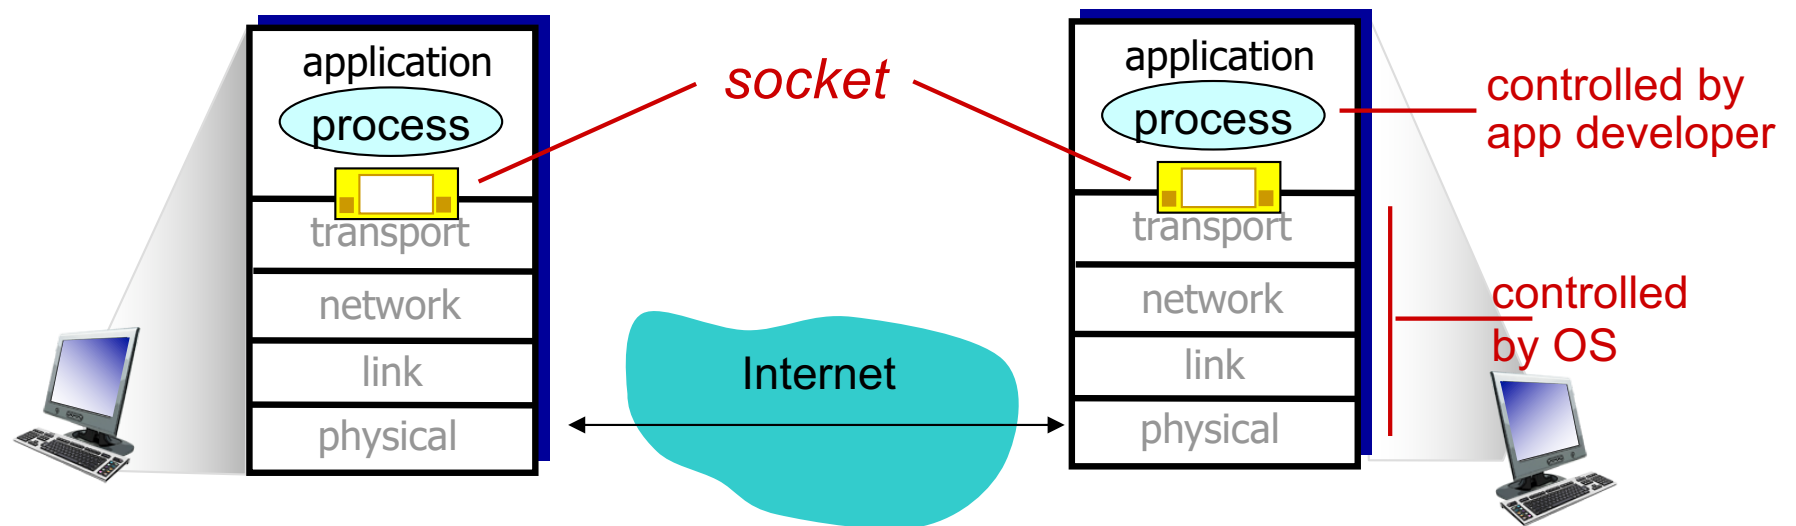 application
process
transport
network
link
physical
socket
Internet
application
process
transport
network
link
physical
controlled by
app developer
controlled
by OS